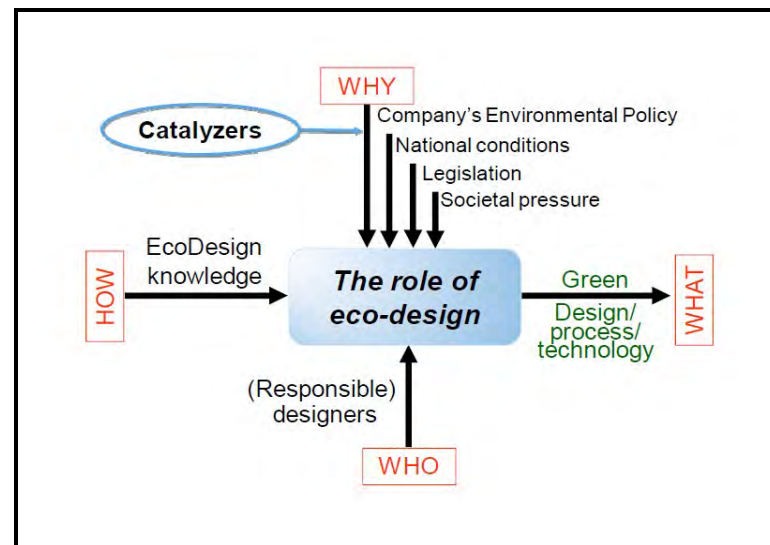 WHY
Company's Environmental Policy
Catalyzers
National conditions
Legislation
Societal pressure
HOW
EcoDesign
knowledge
The role of
eco-design
Green
Design/
process/
technology
WHAT
(Responsible)
designers
WHO